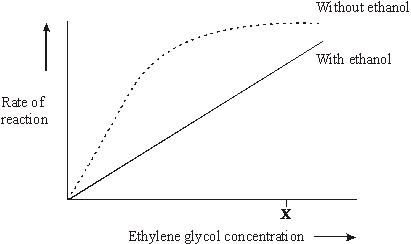 Without ethanol
With ethanol
Rate of
reaction
X
Ethylene glycol concentration